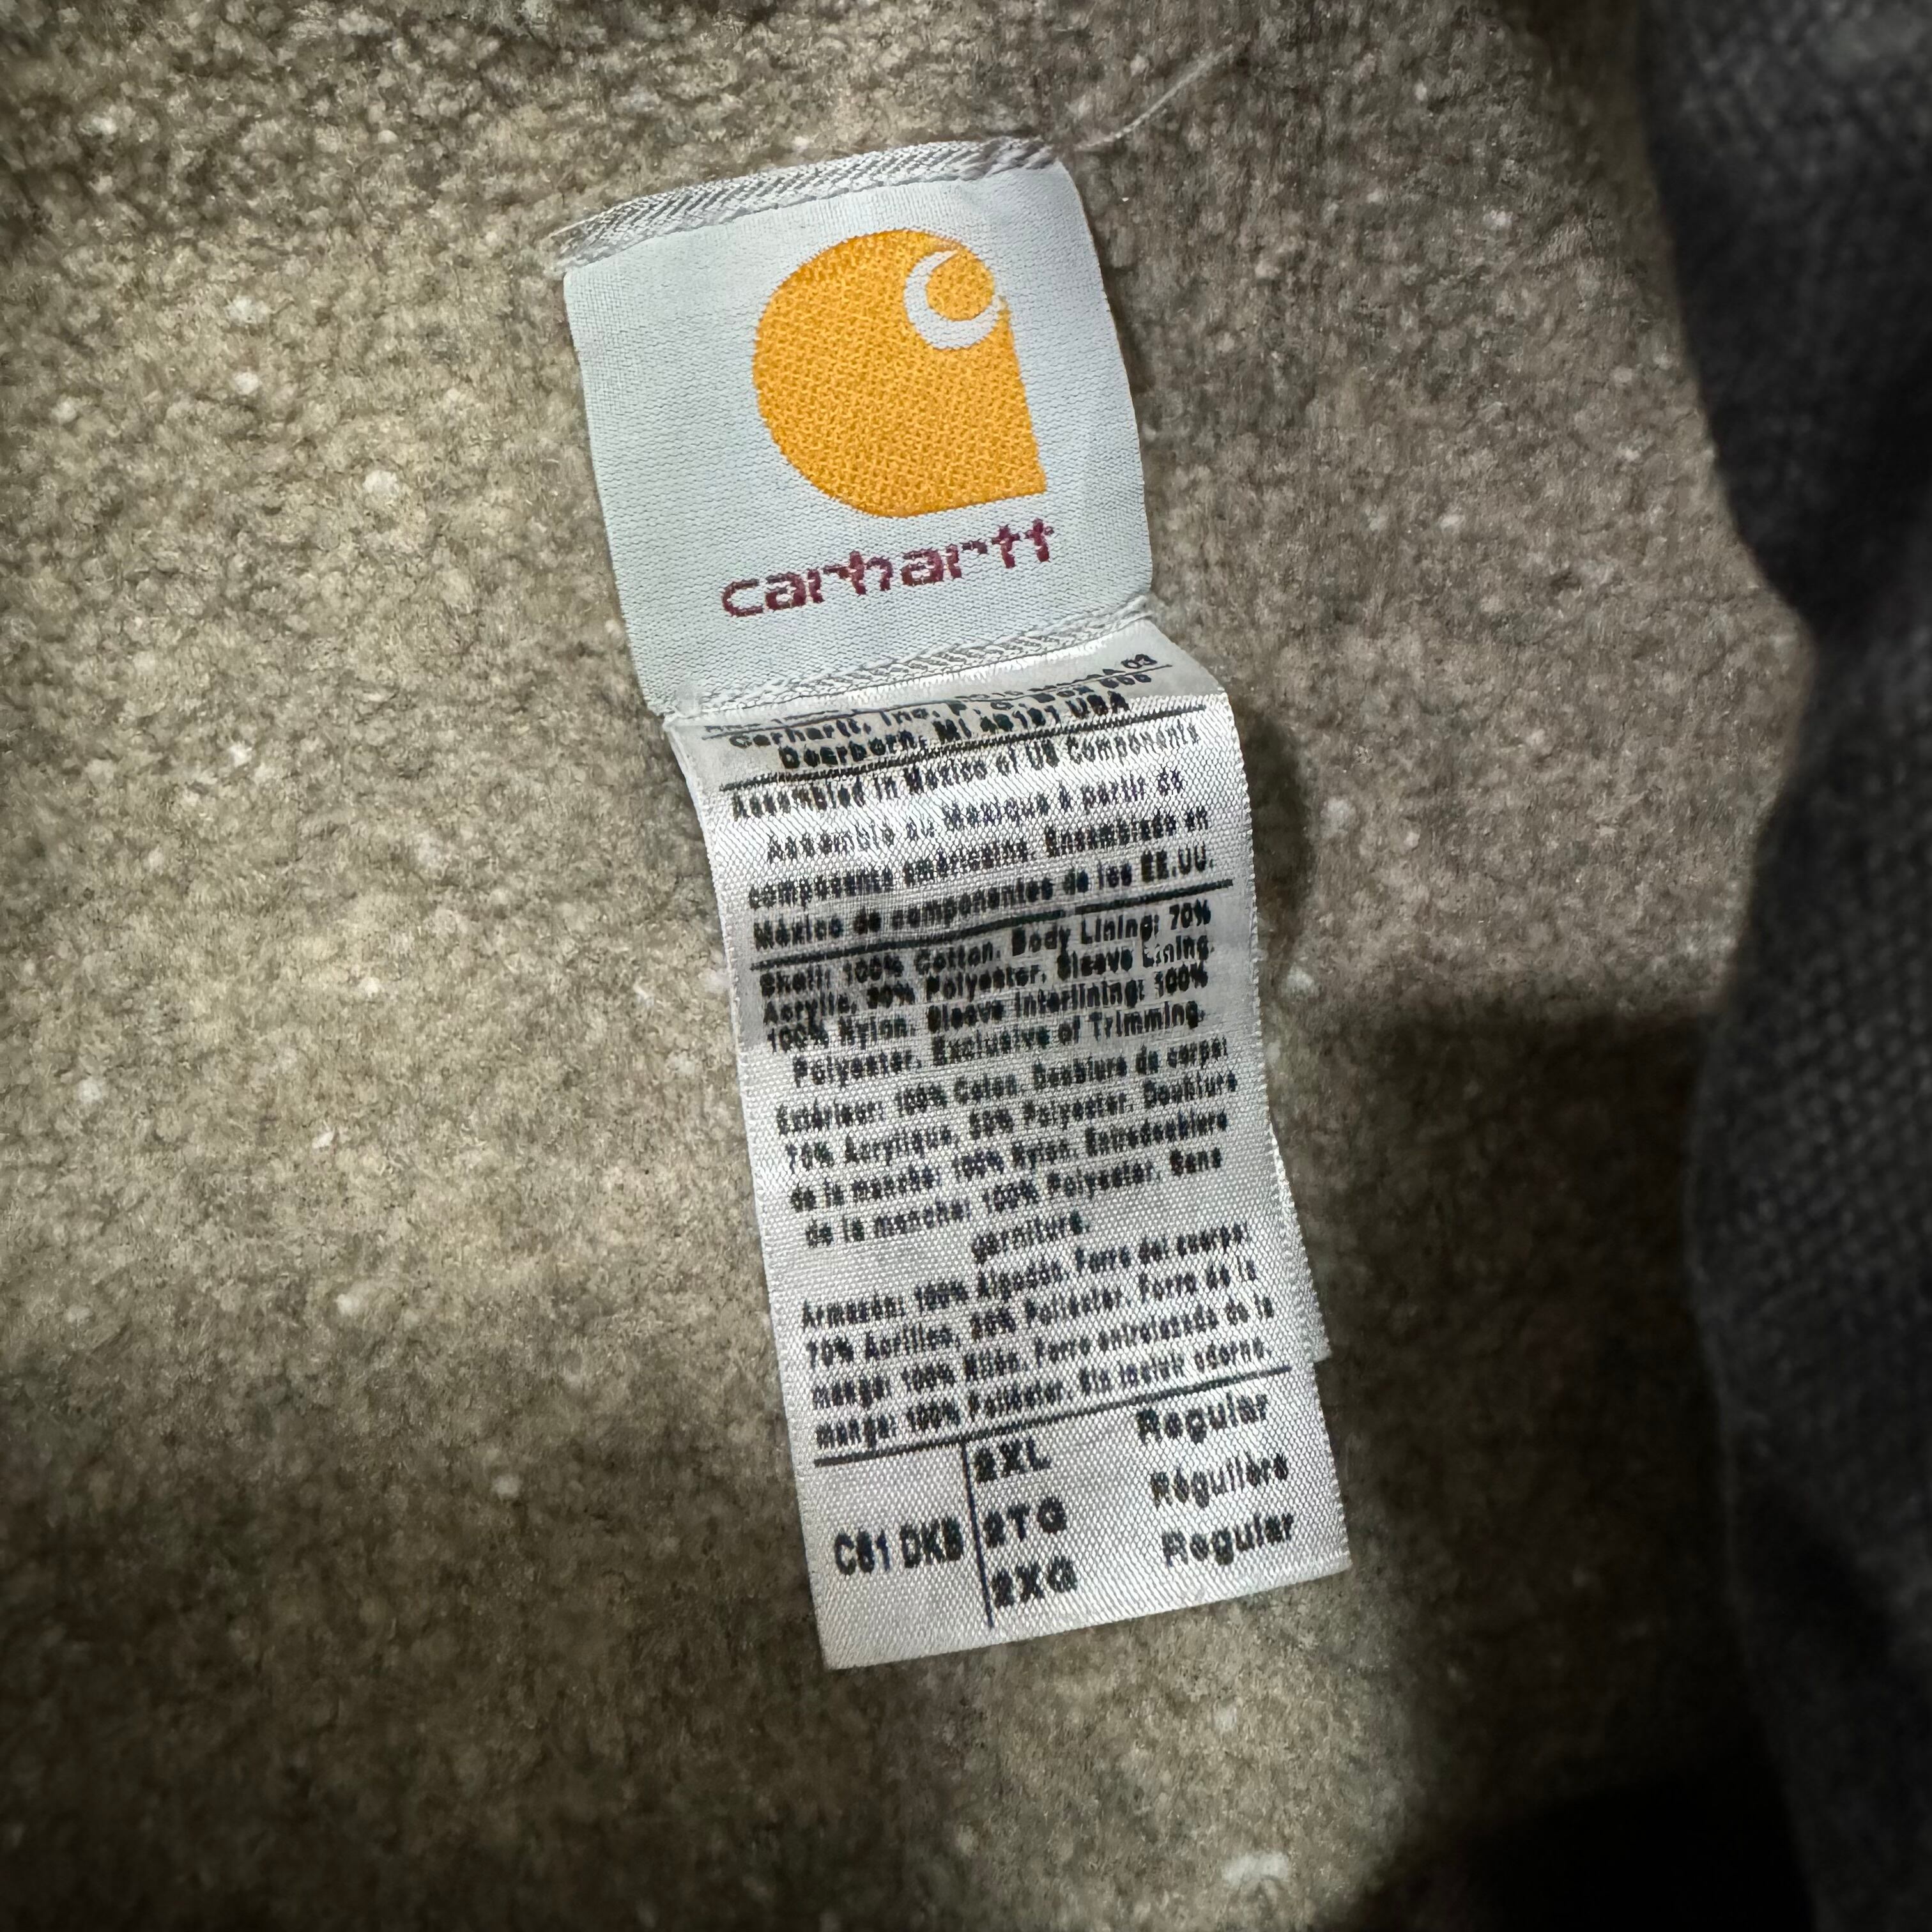 carhartt
03
Carhartt, Inc. P. O. Box 600
Dearborn, MI 48121 USA
Assembled in Mexico of US Components
Assemblé au Mexique à partir de
composants américains. Ensamblado en
México de componentes de los EE.UU.
Shell: 100% Cotton. Body Lining: 70%
Acrylic, 30% Polyester. Sleeve Lining:
100% Nylon. Sleeve Interlining: 100%
Polyester. Exclusive of Trimming.
Extérieur: 100% Coton. Doublure de corps:
70% Acrylique, 30% Polyester. Doublure
de la manche: 100% Nylon. Entredoublure
de la manche: 100% Polyester. Sans
garniture.
Armazón: 100% Algodón. Forro del cuerpo:
70% Acrílico, 30% Poliéster. Forro de la
manga: 100% Nilón. Forro entrelazado de la
manga: 100% Poliéster. Sin incluir adorno.
2XL Regular
2TG Régulière
C61 DKB
2XG Regular